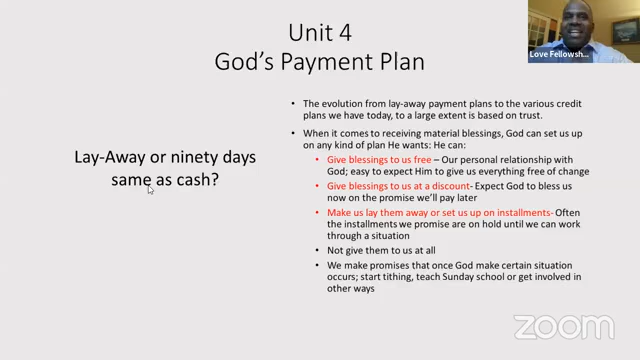 Unit 4
God's Payment Plan
Love Fellowsh...
Lay-Away or ninety days
same as cash?
• The evolution from lay-away payment plans to the various credit
plans we have today, to a large extent is based on trust.
• When it comes to receiving material blessings, God can set us up
on any kind of plan He wants: He can:
• Give blessings to us free – Our personal relationship with
God; easy to expect Him to give us everything free of change
• Give blessings to us at a discount- Expect God to bless us
now on the promise we'll pay later
• Make us lay them away or set us up on installments- Often
the installments we promise are on hold until we can work
through a situation
• Not give them to us at all
• We make promises that once God make certain situation
occurs; start tithing, teach Sunday school or get involved in
other ways
zoom